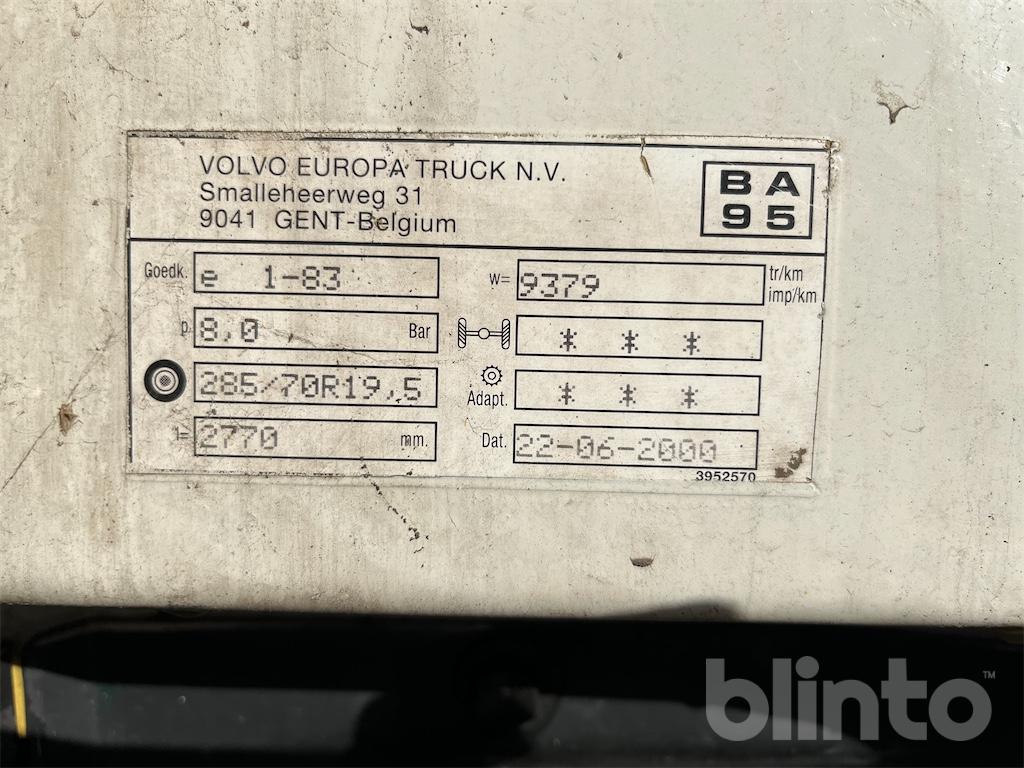 VOLVO EUROPA TRUCK N.V.
Smalleheerweg 31
9041 GENT-Belgium
BA
95
Goedk. e 1-83
w= 9379 tr/km imp/km
p 8,0 Bar
* * *
285/70R19,5
Adapt. * * *
l= 2770 mm.
Dat. 22-06-2000
3952570
blinto™